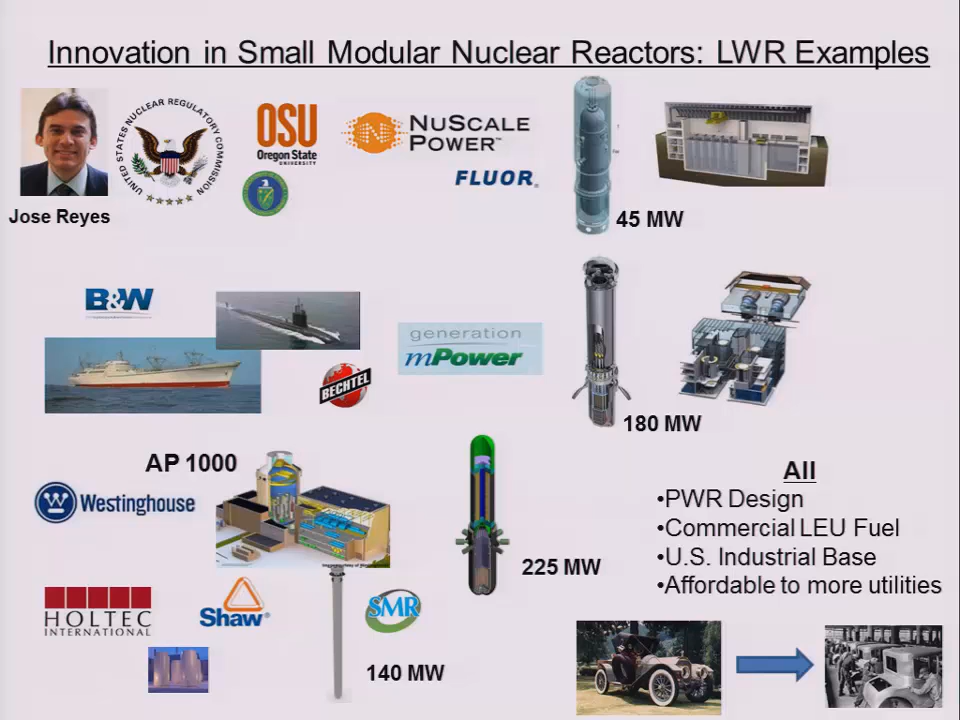 Innovation in Small Modular Nuclear Reactors: LWR Examples
Jose Reyes
UNITED STATES NUCLEAR REGULATORY COMMISSION
OSU
Oregon State
UNIVERSITY
NUSCALE
POWER™
FLUOR®
45 MW
B&W
BECHTEL
generation
mPower
180 MW
AP 1000
Westinghouse
225 MW
All
•PWR Design
•Commercial LEU Fuel
•U.S. Industrial Base
•Affordable to more utilities
HOLTEC
INTERNATIONAL
Shaw®
SMR
140 MW